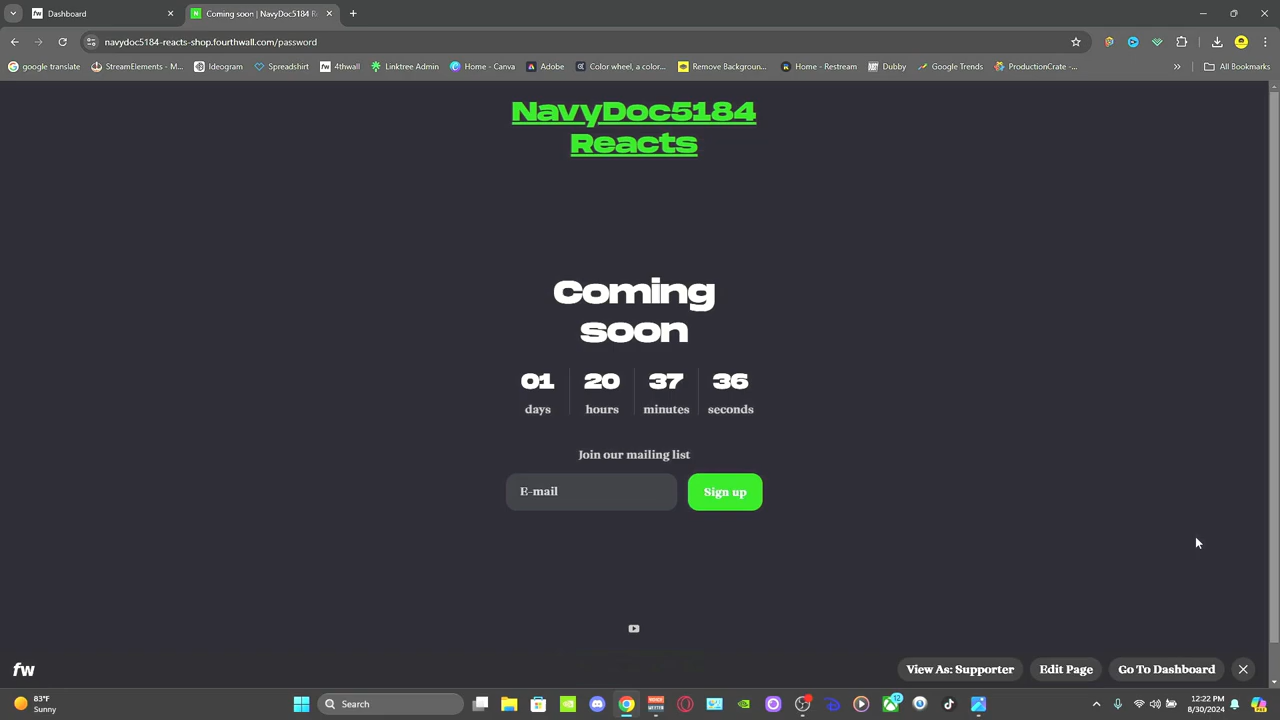 Dashboard
Coming soon | NavyDoc5184 R
navydoc5184-reacts-shop.fourthwall.com/password
google translate
StreamElements - M...
Ideogram
Spreadshirt
4thwall
Linktree Admin
Home - Canva
Adobe
Color wheel, a color...
Remove Backgroun...
Home - Restream
Dubby
Google Trends
ProductionCrate -...
All Bookmarks
NavyDoc5184
Reacts
Coming
soon
01 20 37 36
days hours minutes seconds
Join our mailing list
E-mail
Sign up
fw
View As: Supporter
Edit Page
Go To Dashboard
83°F
Sunny
Search
12
12:22 PM
8/30/2024